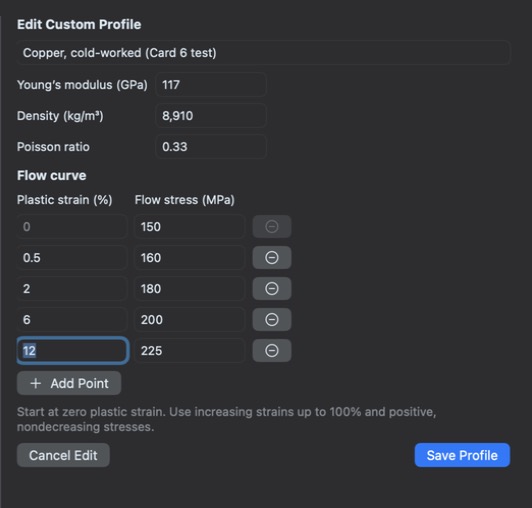 Edit Custom Profile
Copper, cold-worked (Card 6 test)
Young's modulus (GPa) 117
Density (kg/m³) 8,910
Poisson ratio 0.33
Flow curve
Plastic strain (%) Flow stress (MPa)
0 150
0.5 160
2 180
6 200
12 225
+ Add Point
Start at zero plastic strain. Use increasing strains up to 100% and positive,
nondecreasing stresses.
Cancel Edit Save Profile